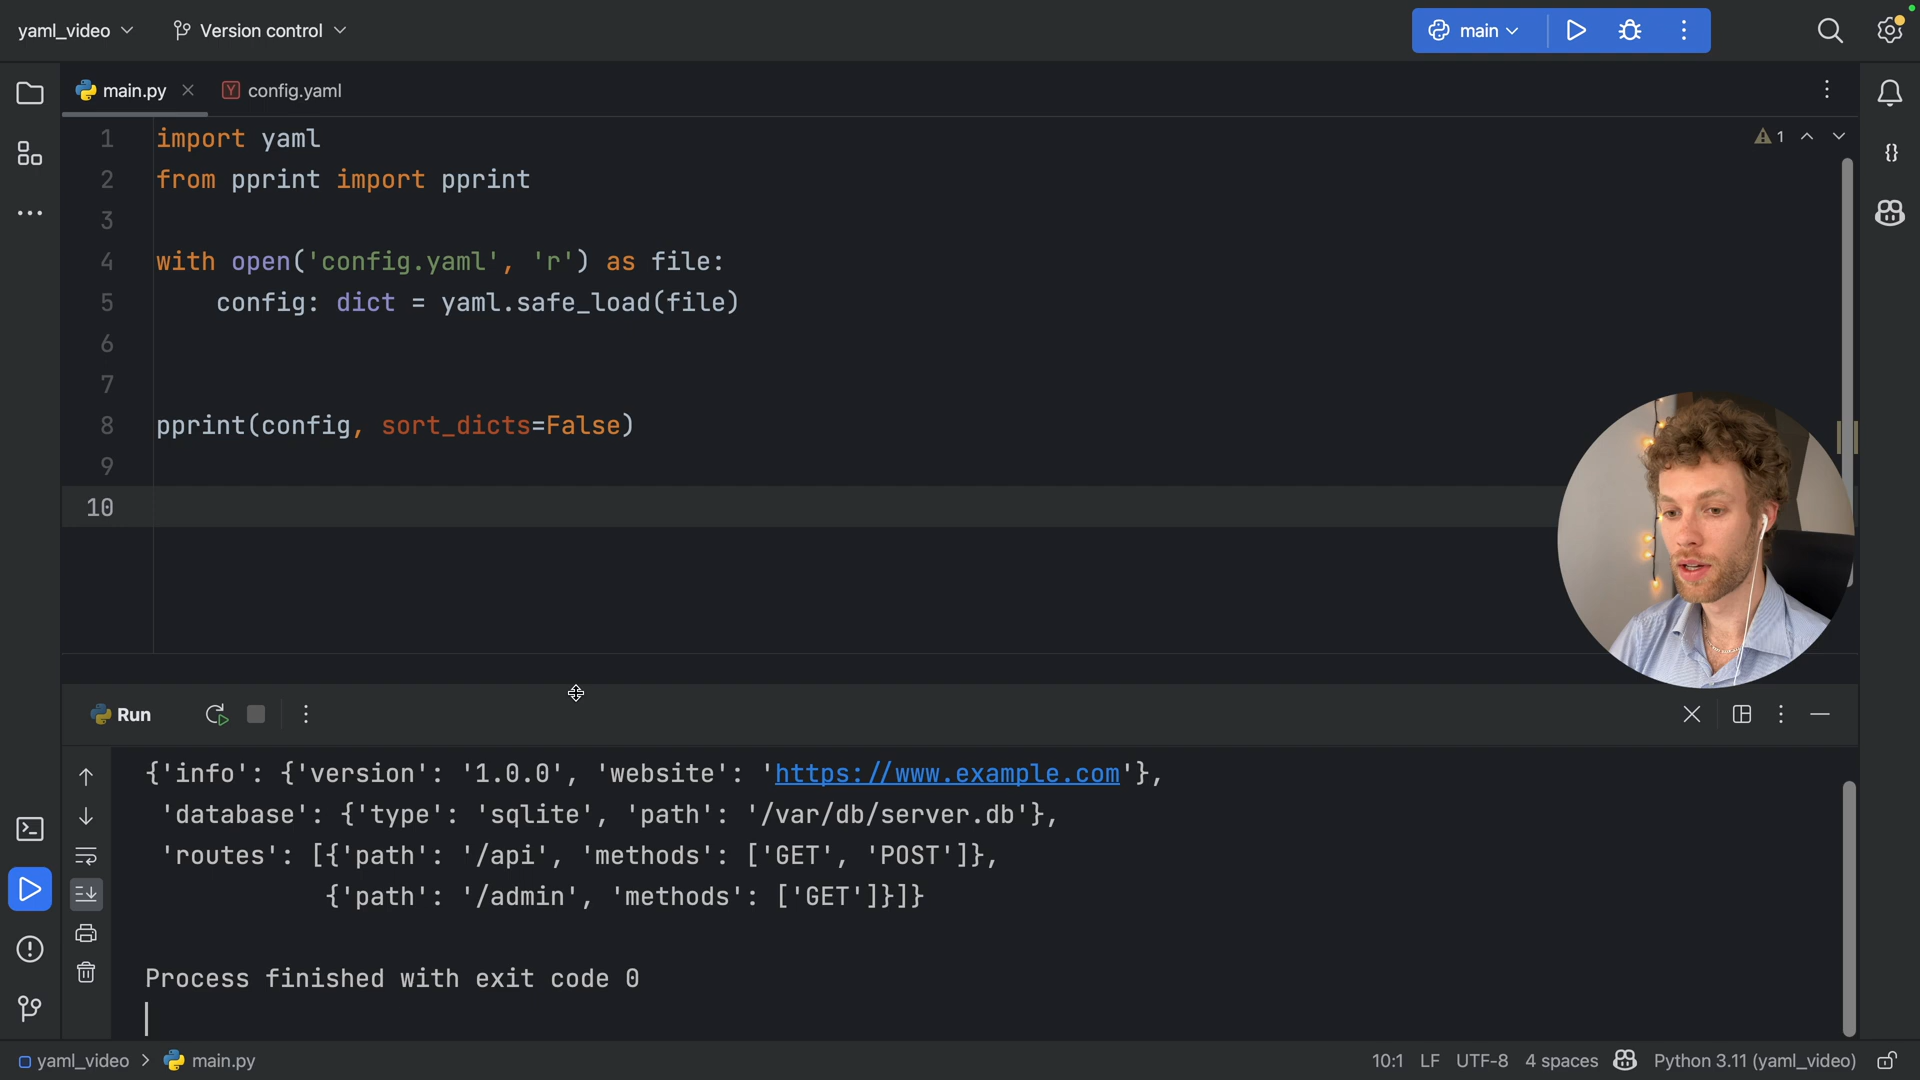 yaml_video
Version control
main
main.py
config.yaml
1 import yaml
2 from pprint import pprint
3
4 with open('config.yaml', 'r') as file:
5 config: dict = yaml.safe_load(file)
6
7
8 pprint(config, sort_dicts=False)
9
10
1
Run
{'info': {'version': '1.0.0', 'website': 'https://www.example.com'},
'database': {'type': 'sqlite', 'path': '/var/db/server.db'},
'routes': [{'path': '/api', 'methods': ['GET', 'POST']},
{'path': '/admin', 'methods': ['GET']}]}
Process finished with exit code 0
yaml_video > main.py
10:1 LF UTF-8 4 spaces Python 3.11 (yaml_video)